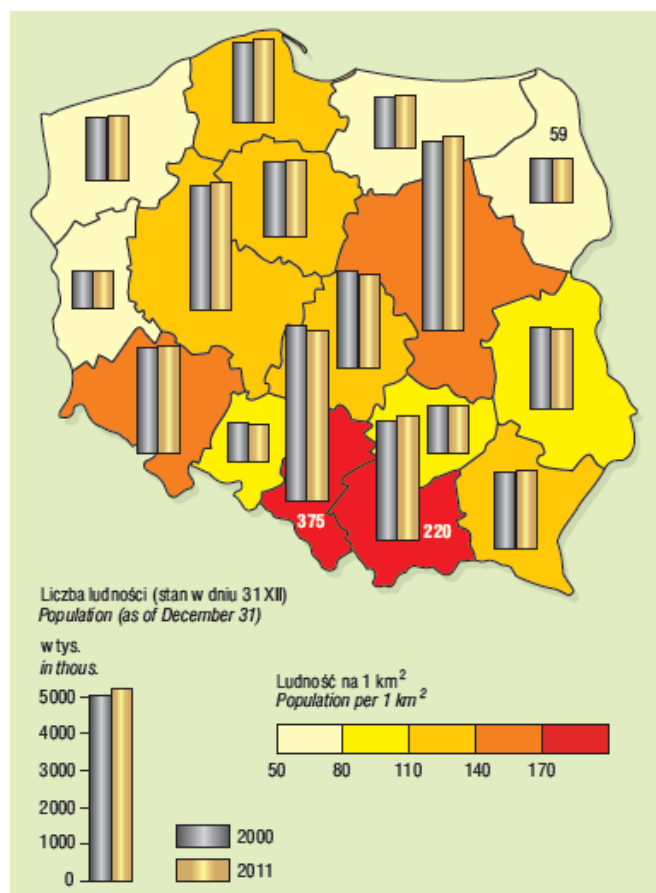 59
375
220
Liczba ludności (stan w dniu 31 XII)
Population (as of December 31)
w tys.
in thous.
5000
4000
3000
2000
1000
0
2000
2011
Ludność na 1 km²
Population per 1 km²
50 80 110 140 170